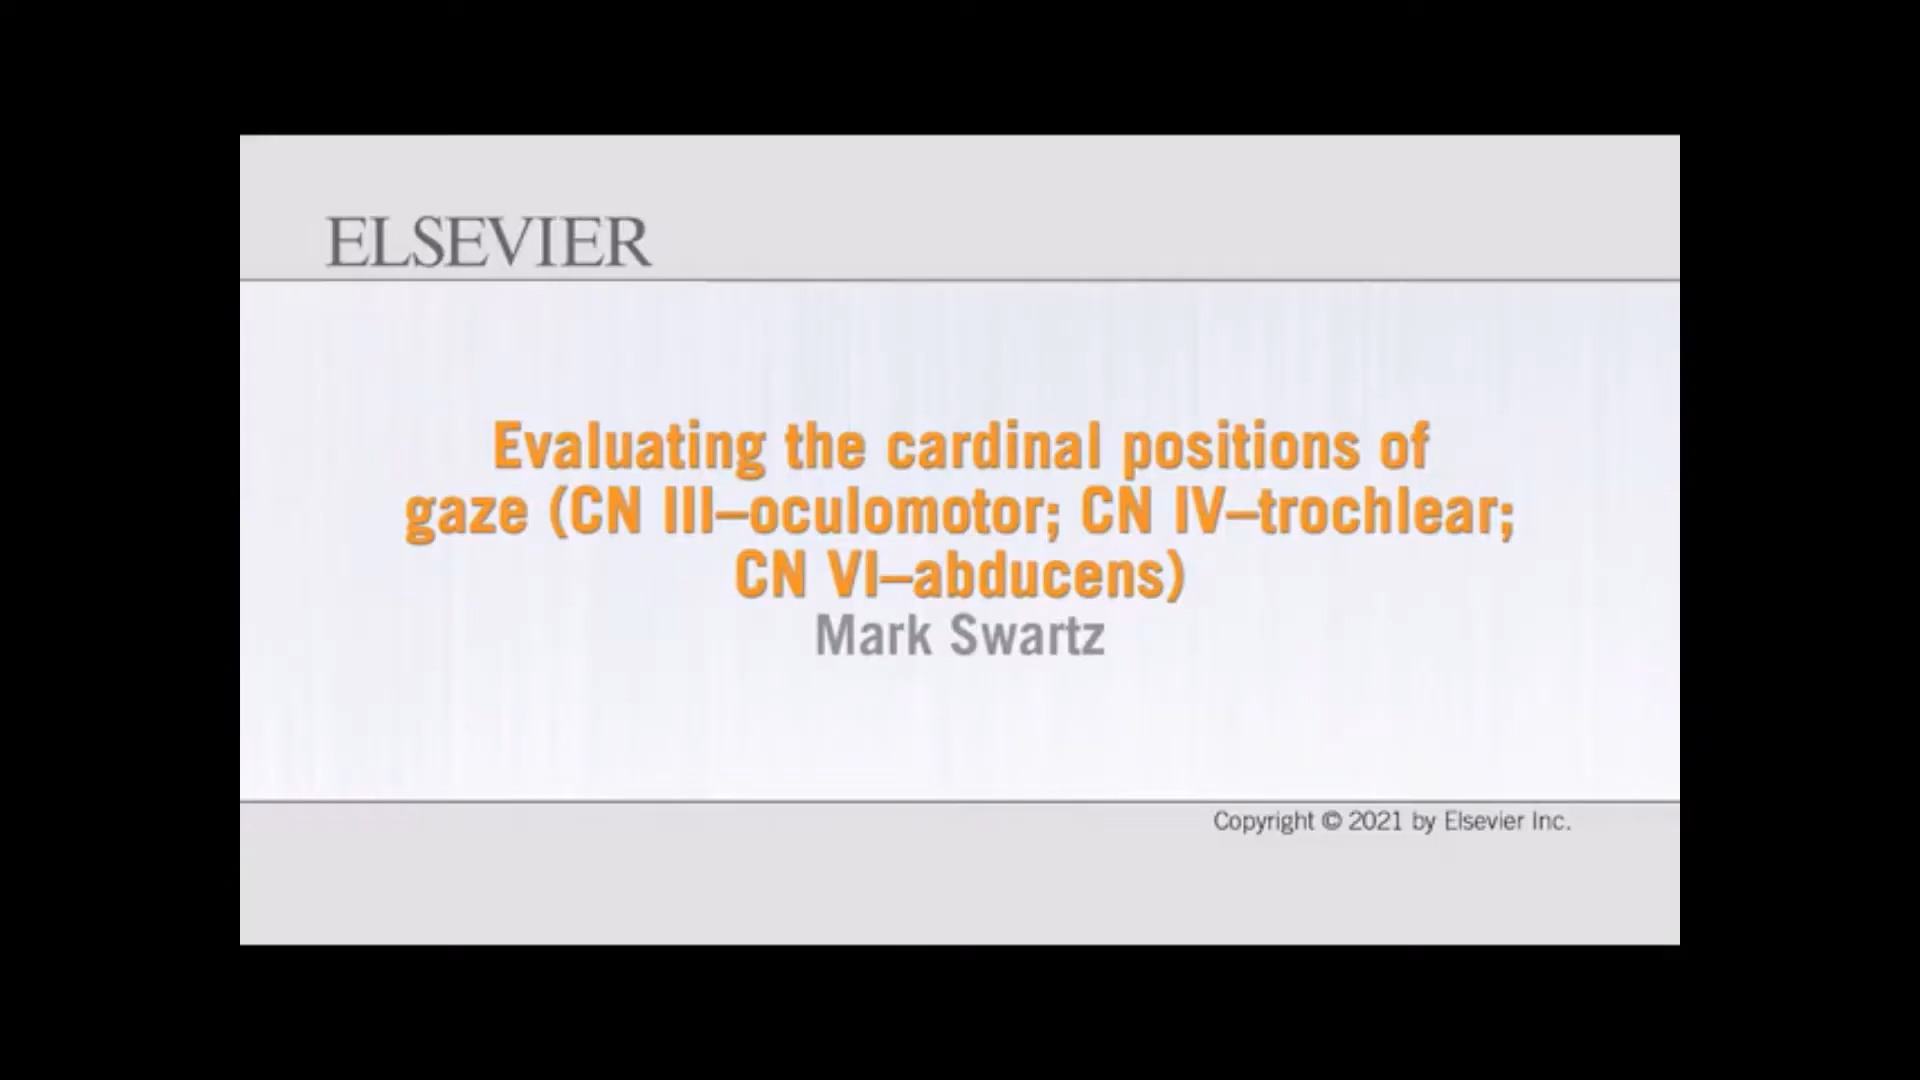 ELSEVIER
Evaluating the cardinal positions of
gaze (CN III–oculomotor; CN IV–trochlear;
CN VI–abducens)
Mark Swartz
Copyright © 2021 by Elsevier Inc.